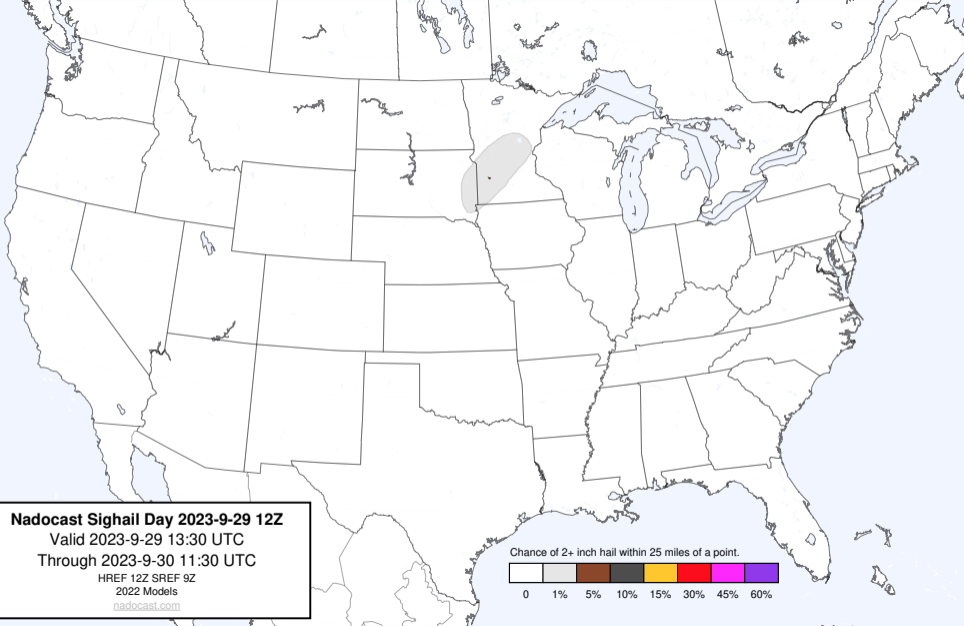 Nadocast Sighail Day 2023-9-29 12Z
Valid 2023-9-29 13:30 UTC
Through 2023-9-30 11:30 UTC
HREF 12Z SREF 9Z
2022 Models
nadocast.com
Chance of 2+ inch hail within 25 miles of a point.
0 1% 5% 10% 15% 30% 45% 60%